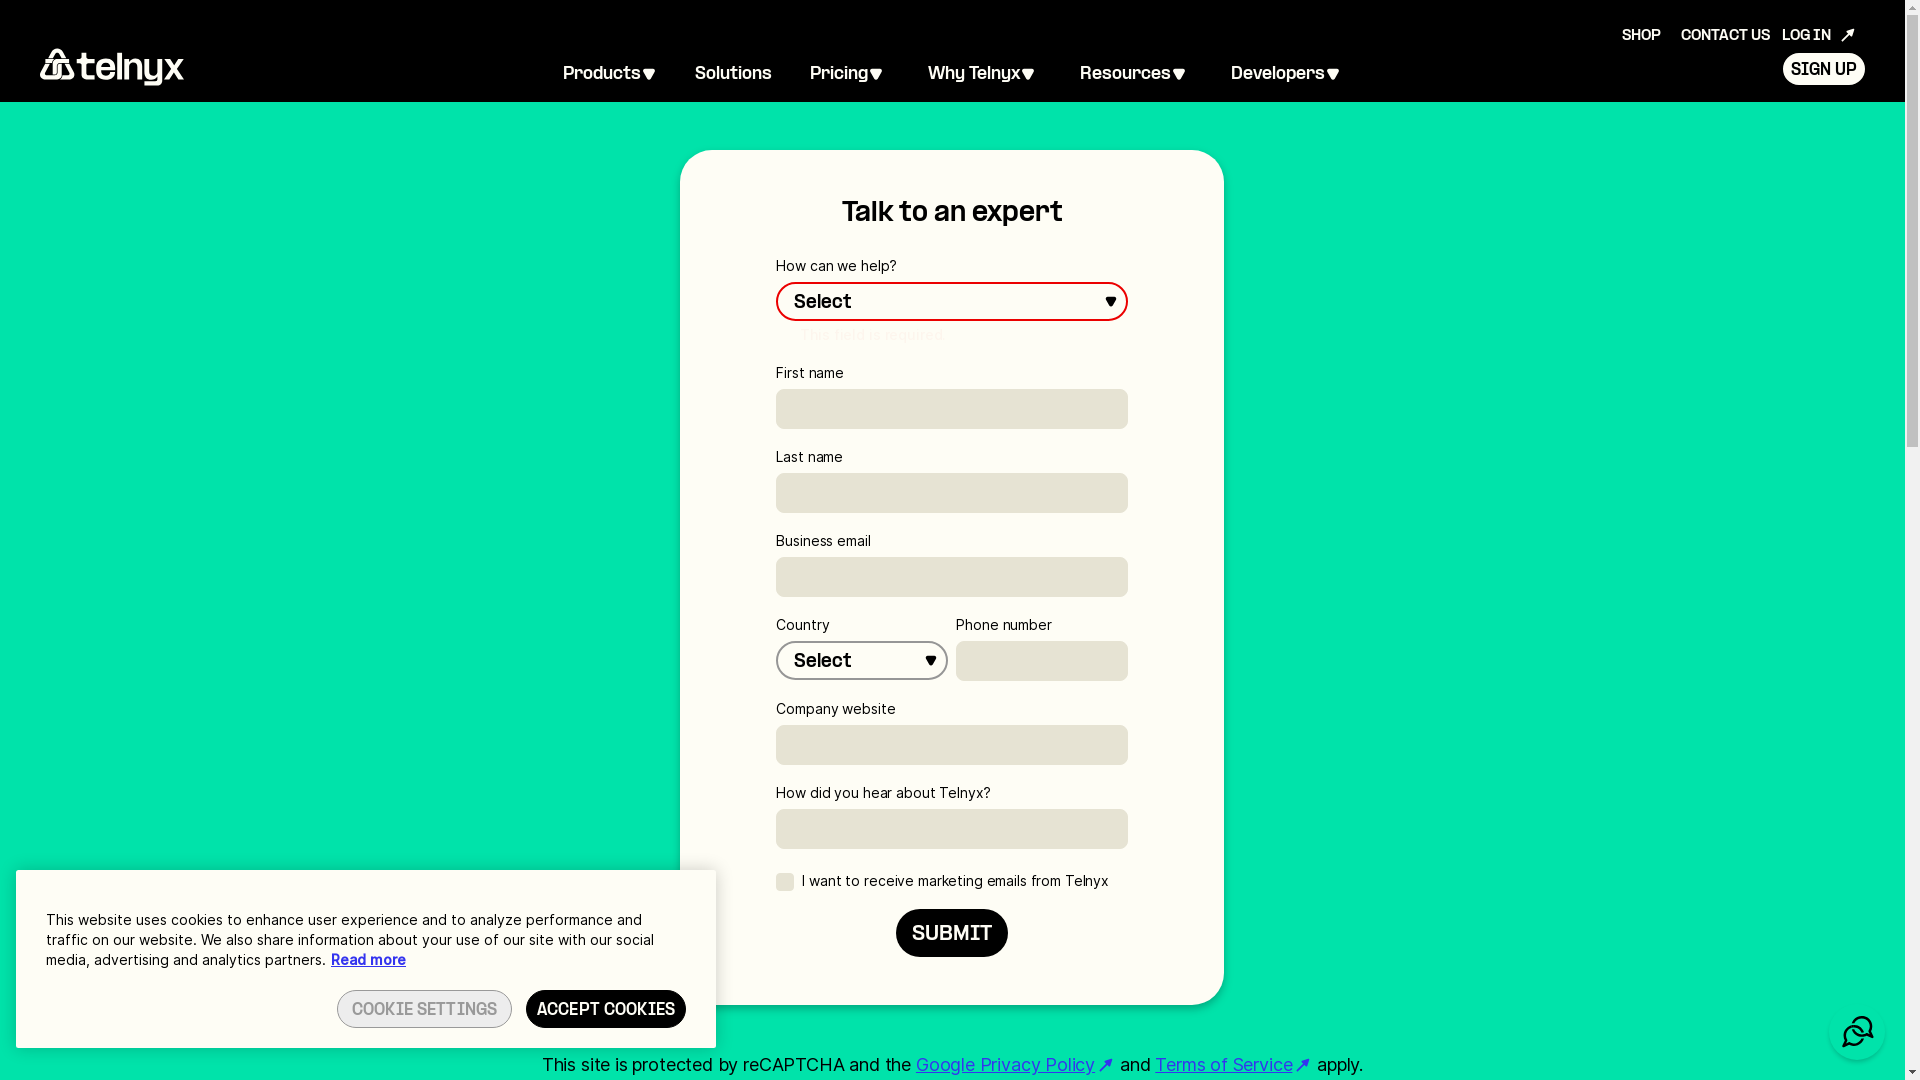 SHOP CONTACT US LOG IN
telnyx
Products Solutions Pricing Why Telnyx Resources Developers
SIGN UP
Talk to an expert
How can we help?
Select
This field is required
First name
Last name
Business email
Country Phone number
Select
Company website
How did you hear about Telnyx?
I want to receive marketing emails from Telnyx
SUBMIT
This website uses cookies to enhance user experience and to analyze performance and
traffic on our website. We also share information about your use of our site with our social
media, advertising and analytics partners. Read more
COOKIE SETTINGS ACCEPT COOKIES
This site is protected by reCAPTCHA and the Google Privacy Policy and Terms of Service apply.